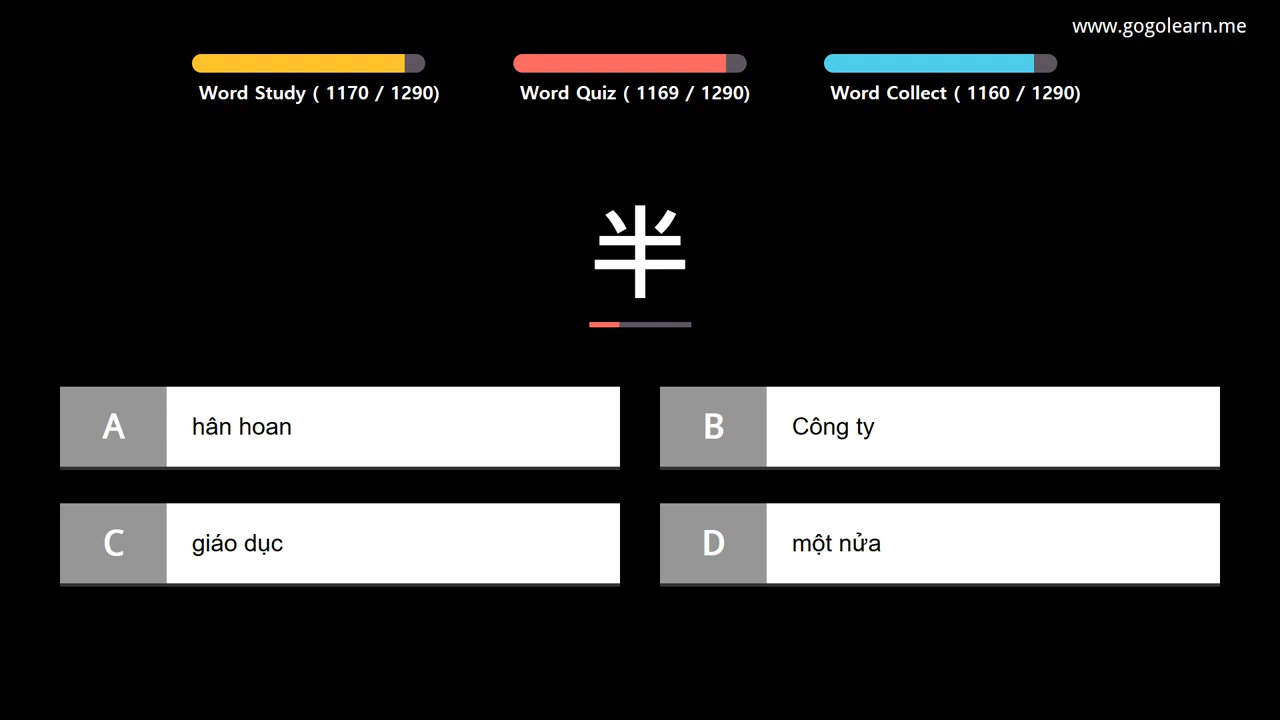 www.gogolearn.me
Word Study ( 1170 / 1290)
Word Quiz ( 1169 / 1290)
Word Collect ( 1160 / 1290)
半
A hân hoan
B Công ty
C giáo dục
D một nửa